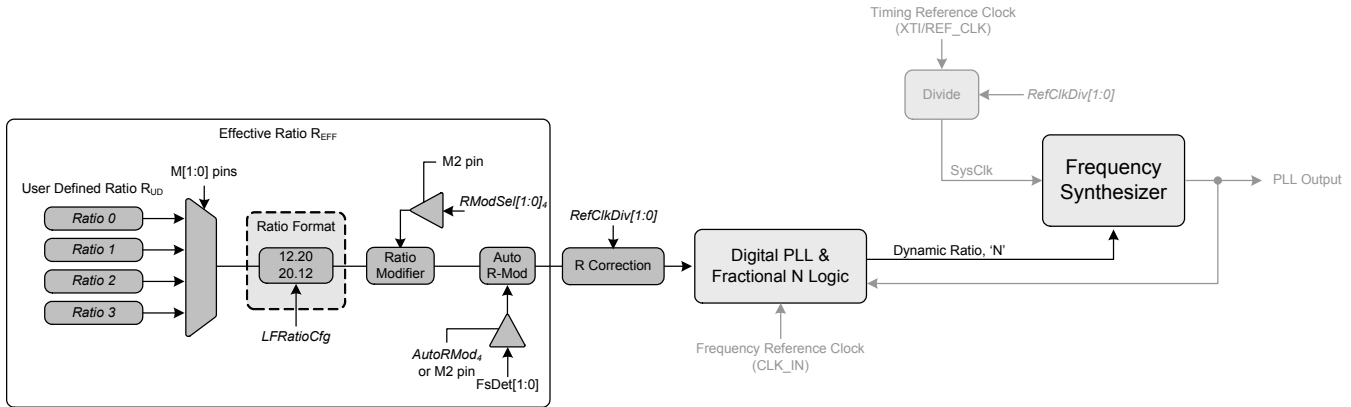 Timing Reference Clock
(XTI/REF_CLK)
Divide
RefClkDiv[1:0]
Effective Ratio REFF
M[1:0] pins
M2 pin
User Defined Ratio RUD
RModSel[1:0]4
SysClk
Frequency
Synthesizer
PLL Output
Ratio 0
Ratio 1
Ratio 2
Ratio 3
Ratio Format
12.20
20.12
LFRatioCfg
Ratio
Modifier
Auto
R-Mod
AutoRMod4
or M2 pin
FsDet[1:0]
RefClkDiv[1:0]
R Correction
Digital PLL &
Fractional N Logic
Dynamic Ratio, 'N'
Frequency Reference Clock
(CLK_IN)